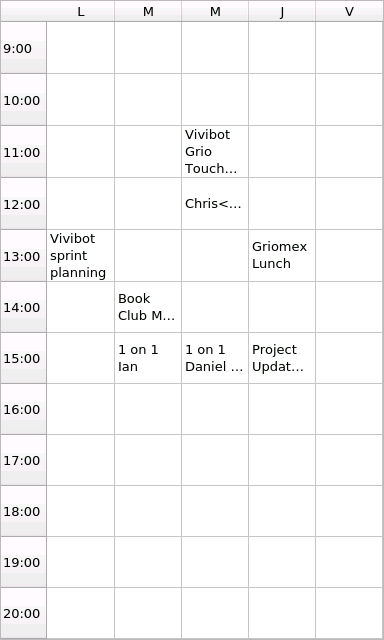 L M M J V
9:00
10:00
11:00
Vivibot
Grio
Touch...
12:00
Chris<...
13:00
Vivibot
sprint
planning
Griomex
Lunch
14:00
Book
Club M...
15:00
1 on 1
Ian
1 on 1
Daniel ...
Project
Updat...
16:00
17:00
18:00
19:00
20:00